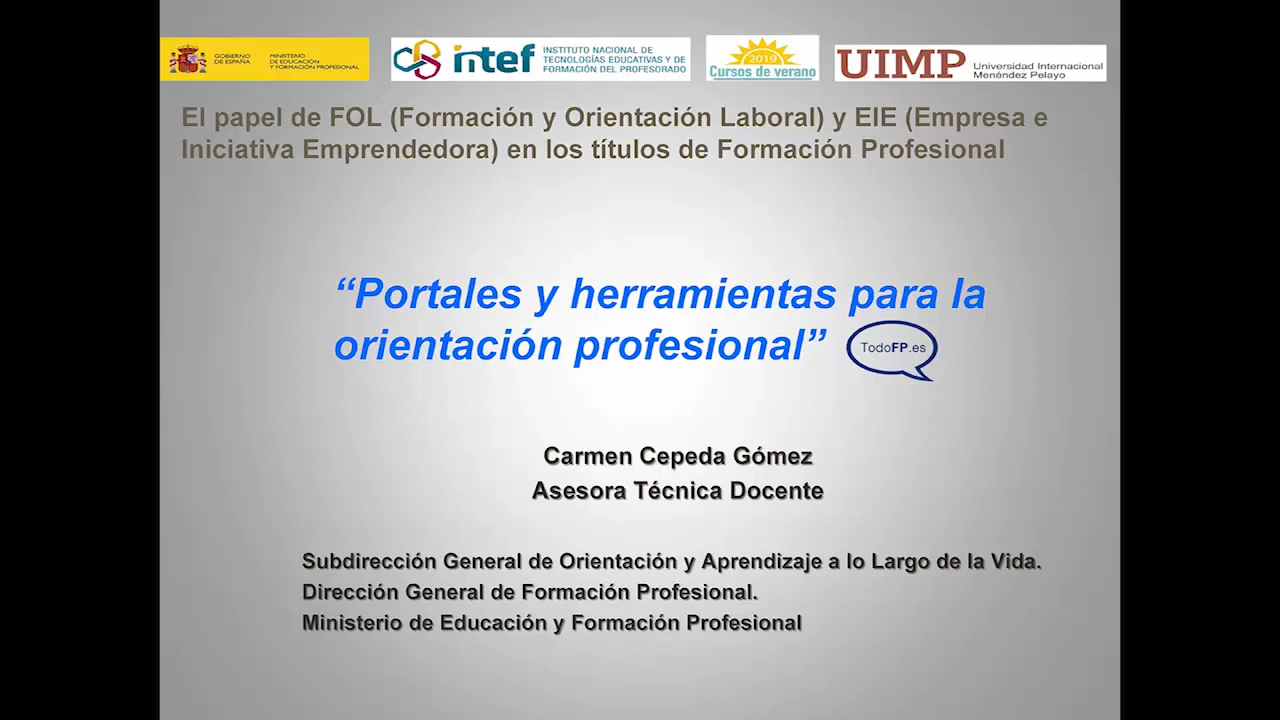 GOBIERNO
DE ESPAÑA
MINISTERIO
DE EDUCACIÓN
Y FORMACIÓN PROFESIONAL
intef
INSTITUTO NACIONAL DE
TECNOLOGÍAS EDUCATIVAS Y DE
FORMACIÓN DEL PROFESORADO
2019
Cursos de verano
UIMP
Universidad Internacional
Menéndez Pelayo
El papel de FOL (Formación y Orientación Laboral) y EIE (Empresa e
Iniciativa Emprendedora) en los títulos de Formación Profesional
“Portales y herramientas para la
orientación profesional”
TodoFP.es
Carmen Cepeda Gómez
Asesora Técnica Docente
Subdirección General de Orientación y Aprendizaje a lo Largo de la Vida.
Dirección General de Formación Profesional.
Ministerio de Educación y Formación Profesional